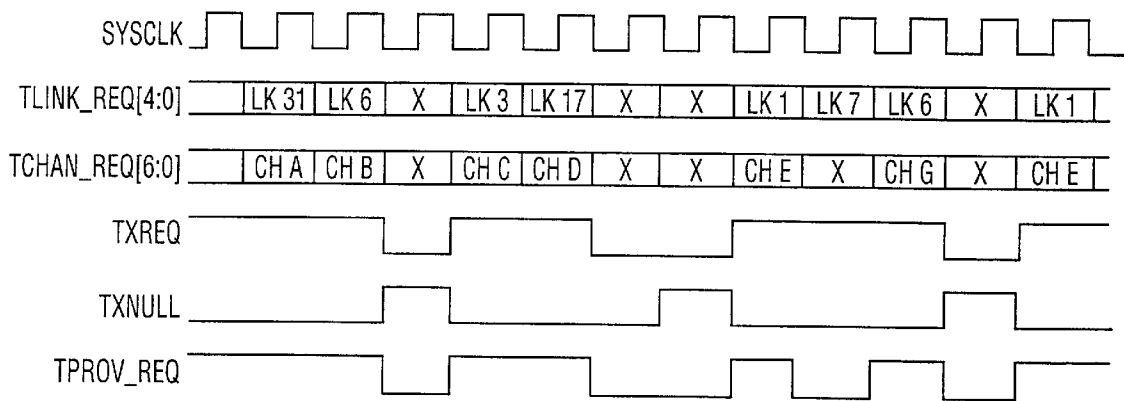 SYSCLK
TLINK_REQ[4:0] LK 31 LK 6 X LK 3 LK 17 X X LK 1 LK 7 LK 6 X LK 1
TCHAN_REQ[6:0] CH A CH B X CH C CH D X X CH E X CH G X CH E
TXREQ
TXNULL
TPROV_REQ